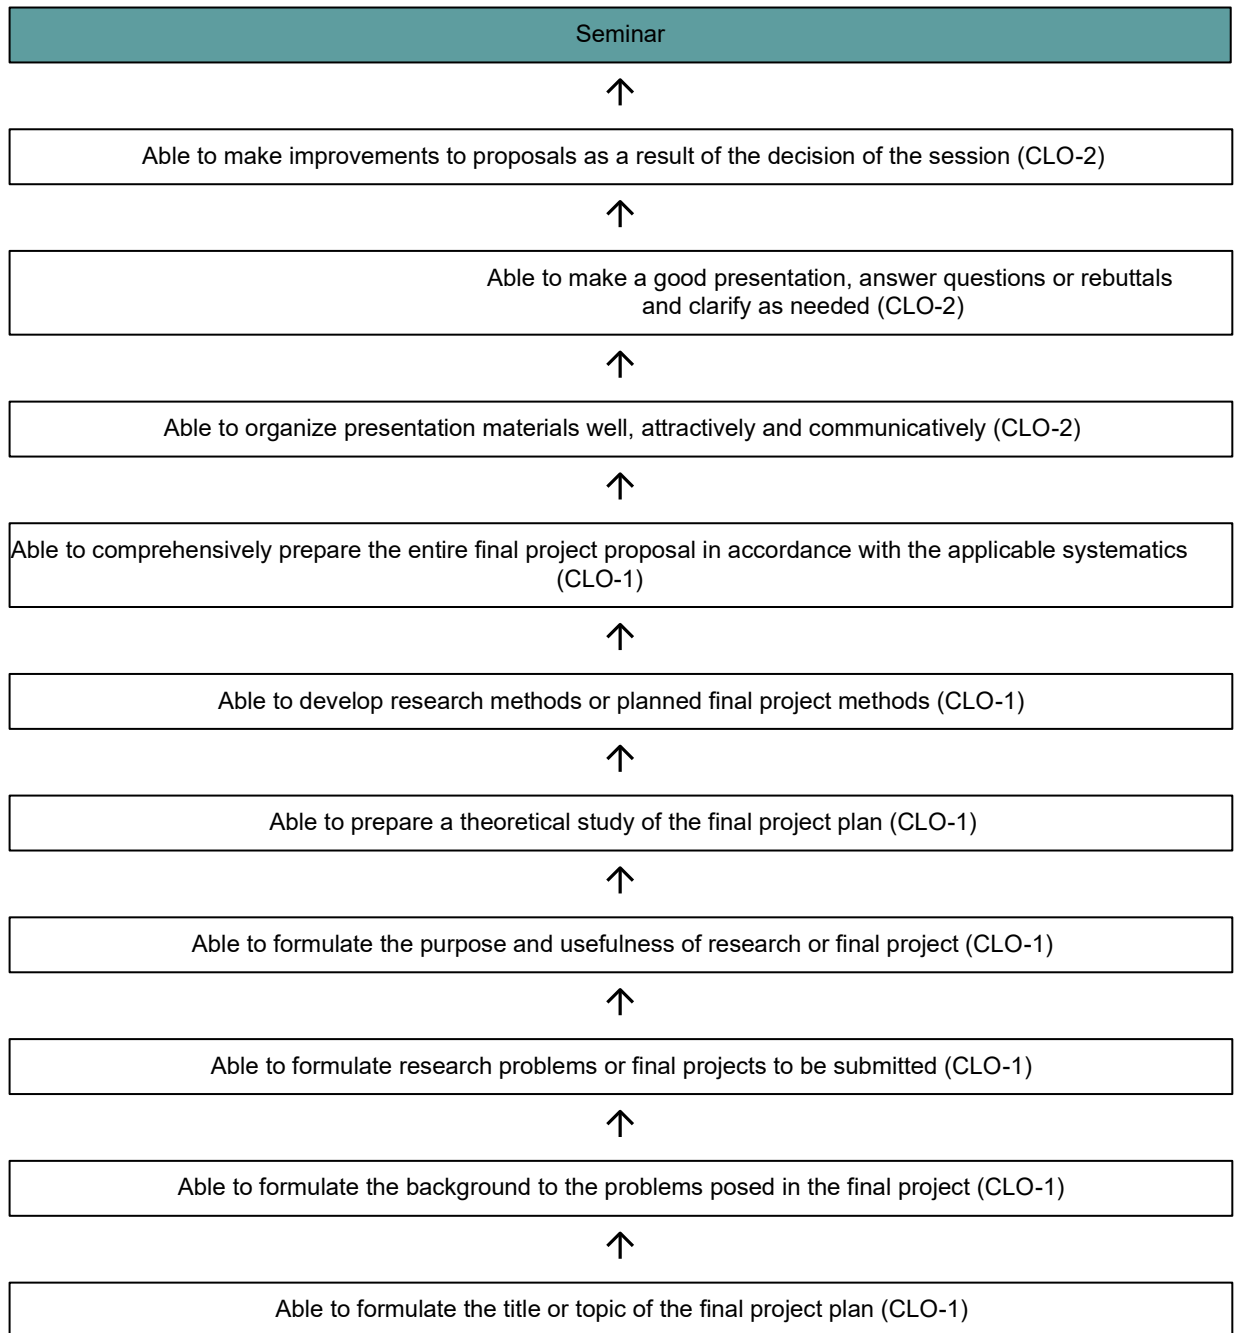 Seminar
Able to make improvements to proposals as a result of the decision of the session (CLO-2)
Able to make a good presentation, answer questions or rebuttals
and clarify as needed (CLO-2)
Able to organize presentation materials well, attractively and communicatively (CLO-2)
Able to comprehensively prepare the entire final project proposal in accordance with the applicable systematics
(CLO-1)
Able to develop research methods or planned final project methods (CLO-1)
Able to prepare a theoretical study of the final project plan (CLO-1)
Able to formulate the purpose and usefulness of research or final project (CLO-1)
Able to formulate research problems or final projects to be submitted (CLO-1)
Able to formulate the background to the problems posed in the final project (CLO-1)
Able to formulate the title or topic of the final project plan (CLO-1)